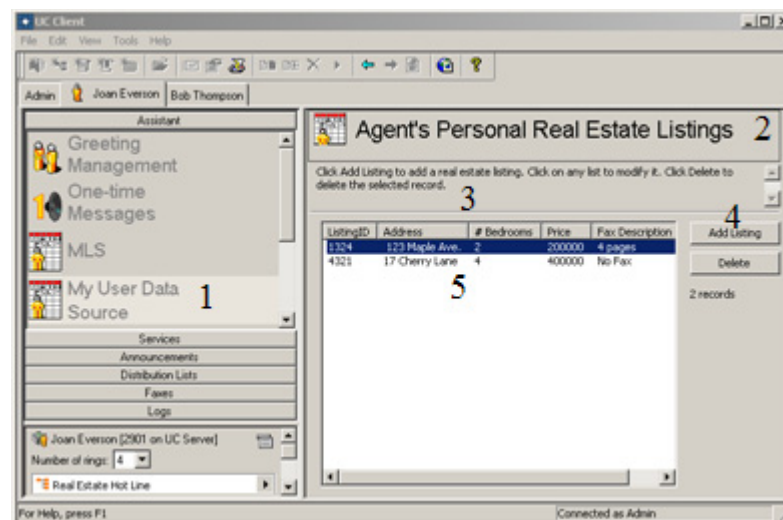 UC Client
File Edit View Tools Help
Admin Joan Everson Bob Thompson
Assistant
Greeting
Management
One-time
Messages
MLS
My User Data
Source
1
Services
Announcements
Distribution Lists
Faxes
Logs
Joan Everson [2901 on UC Server]
Number of rings: 4
Real Estate Hot Line
Agent's Personal Real Estate Listings 2
Click Add Listing to add a real estate listing. Click on any list to modify it. Click Delete to
delete the selected record.
3
4
ListingID Address # Bedrooms Price Fax Description
1324 123 Maple Ave. 2 200000 4 pages
4321 17 Cherry Lane 4 400000 No Fax
5
Add Listing
Delete
2 records
For Help, press F1
Connected as Admin